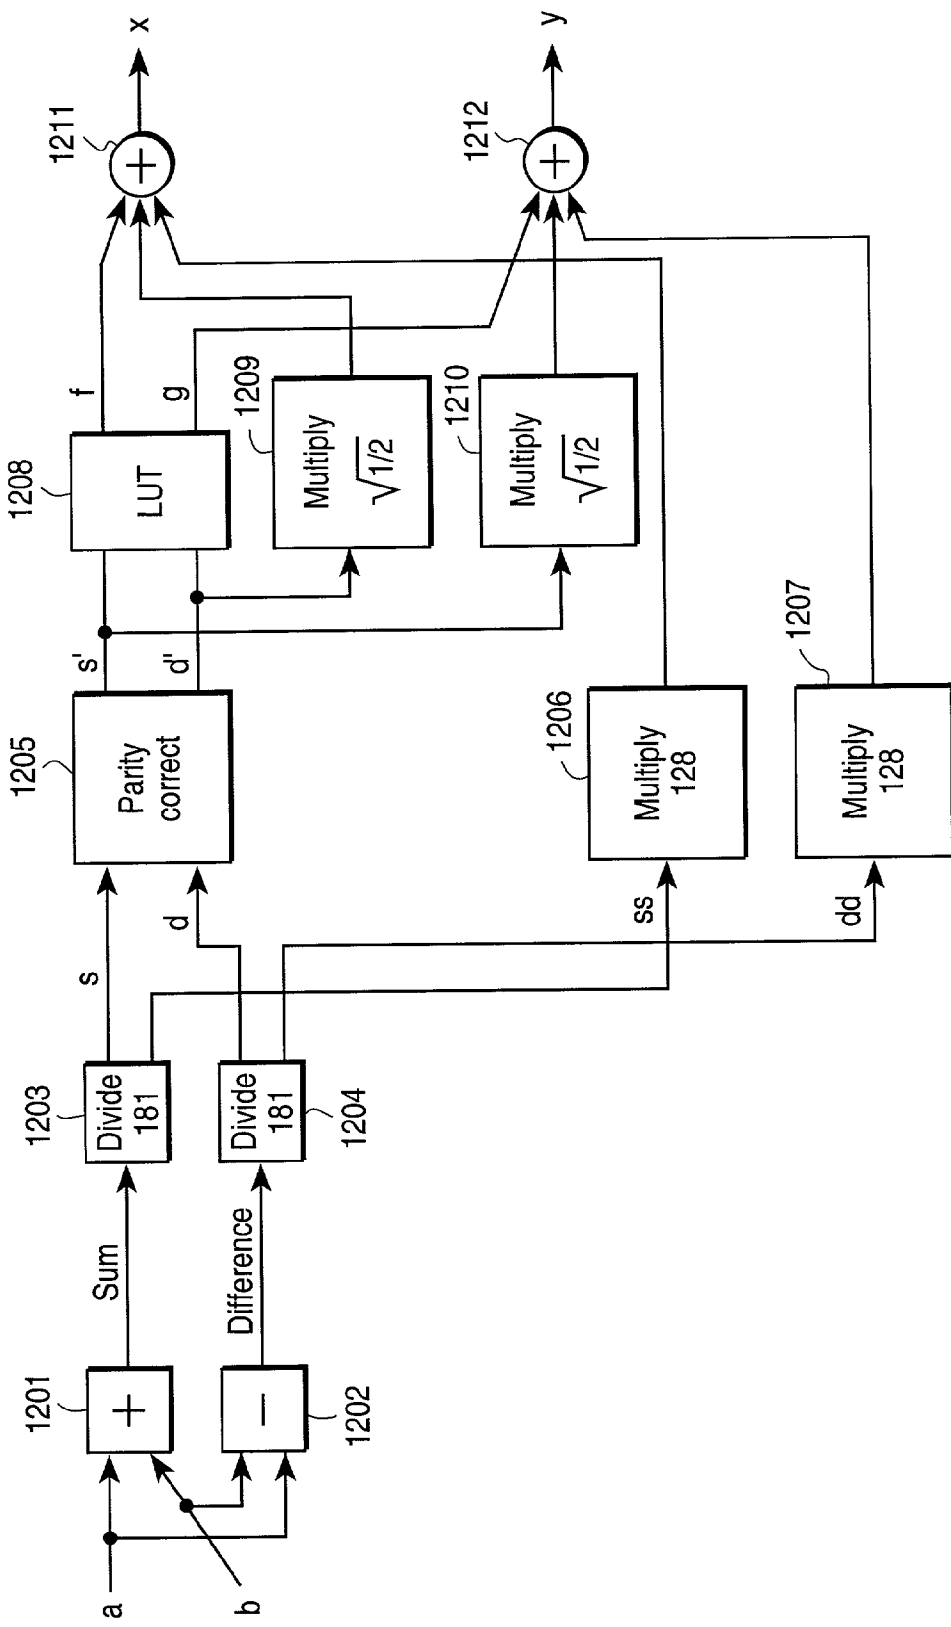 a
b
1201
+
1202
−
Sum
Difference
1203
Divide
181
Divide
181
1204
s
d
ss
dd
1205
Parity
correct
1206
Multiply
128
1207
Multiply
128
s'
d'
1208
LUT
f
g
1209
Multiply
√1/2
1210
Multiply
√1/2
1211
+
x
1212
+
y